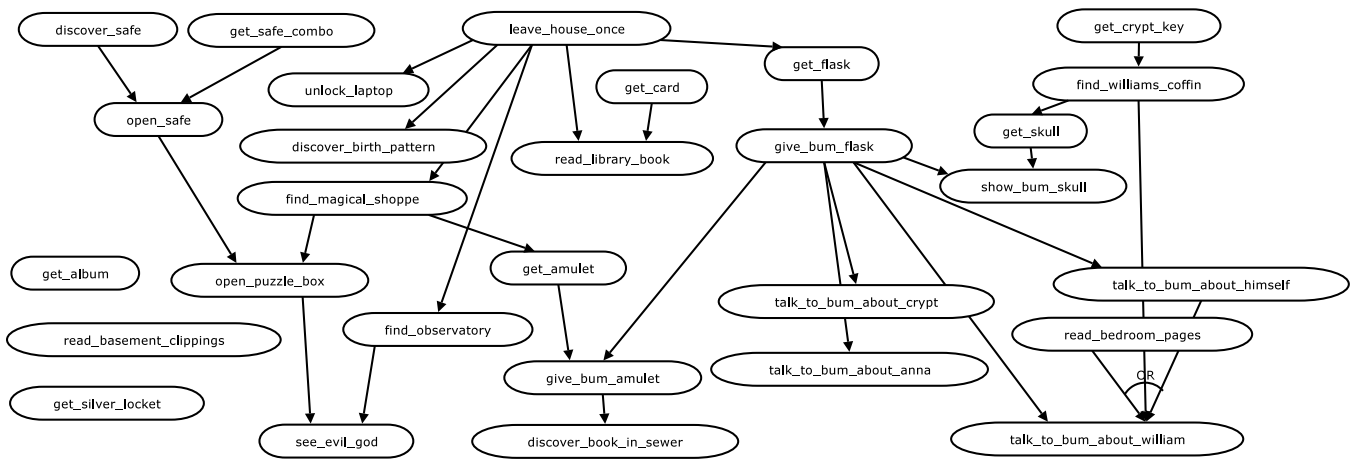 discover_safe
get_safe_combo
leave_house_once
get_crypt_key
get_flask
unlock_laptop
get_card
find_williams_coffin
open_safe
get_skull
discover_birth_pattern
read_library_book
give_bum_flask
show_bum_skull
find_magical_shoppe
get_album
open_puzzle_box
get_amulet
talk_to_bum_about_crypt
talk_to_bum_about_himself
read_basement_clippings
find_observatory
read_bedroom_pages
talk_to_bum_about_anna
give_bum_amulet
OR
get_silver_locket
see_evil_god
discover_book_in_sewer
talk_to_bum_about_william